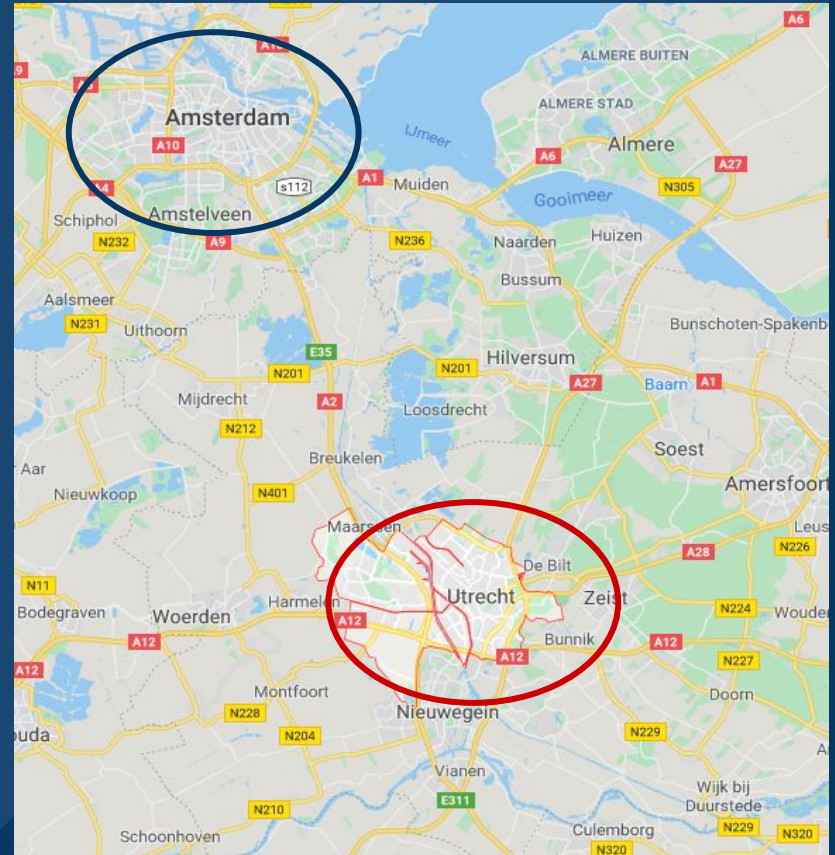 A6
ALMERE BUITEN
A10
A9
A5
ALMERE STAD
Amsterdam
IJmeer
Almere
A10
A6
A27
A4
s112
A1
Muiden
N305
Gooimeer
Schiphol
Amstelveen
N232
A9
N236
Naarden
Huizen
Bussum
Aalsmeer
N231
Uithoorn
Bunschoten-Spakenb
E35
N201
N201
Hilversum
A27
Baarn
A1
Mijdrecht
A2
Loosdrecht
N212
Soest
Breukelen
Aar
Nieuwkoop
N401
Amersfoort
Maarssen
Leus
N226
A28
De Bilt
N11
Utrecht
Zeist
Bodegraven
Woerden
Harmelen
A12
N224
Woude
A12
Bunnik
A12
A12
A12
N227
Montfoort
Doorn
N228
Nieuwegein
ouda
N204
N229
Vianen
Wijk bij
Duurstede
E311
N210
Schoonhoven
Culemborg
N229
N320
N320